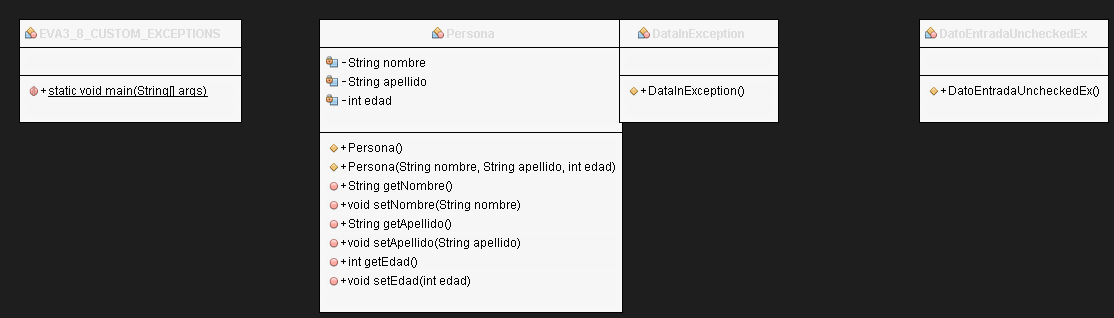 EVA3_8_CUSTOM_EXCEPTIONS
+static void main(String[] args)
Persona
-String nombre
-String apellido
-int edad
+Persona()
+Persona(String nombre, String apellido, int edad)
+String getNombre()
+void setNombre(String nombre)
+String getApellido()
+void setApellido(String apellido)
+int getEdad()
+void setEdad(int edad)
DataInException
+DataInException()
DatoEntradaUncheckedEx
+DatoEntradaUncheckedEx()